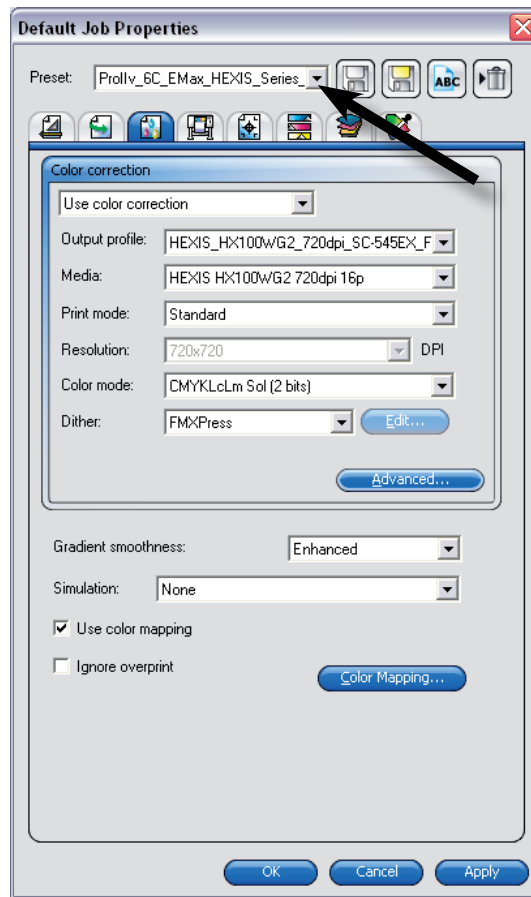 Default Job Properties
Preset: ProIIv_6C_EMax_HEXIS_Series_
ABC
Color correction
Use color correction
Output profile: HEXIS_HX100WG2_720dpi_SC-545EX_F
Media: HEXIS HX100WG2 720dpi 16p
Print mode: Standard
Resolution: 720x720 DPI
Color mode: CMYKLcLm Sol (2 bits)
Dither: FMXPress Edit...
Advanced...
Gradient smoothness: Enhanced
Simulation: None
Use color mapping
Ignore overprint
Color Mapping...
OK Cancel Apply